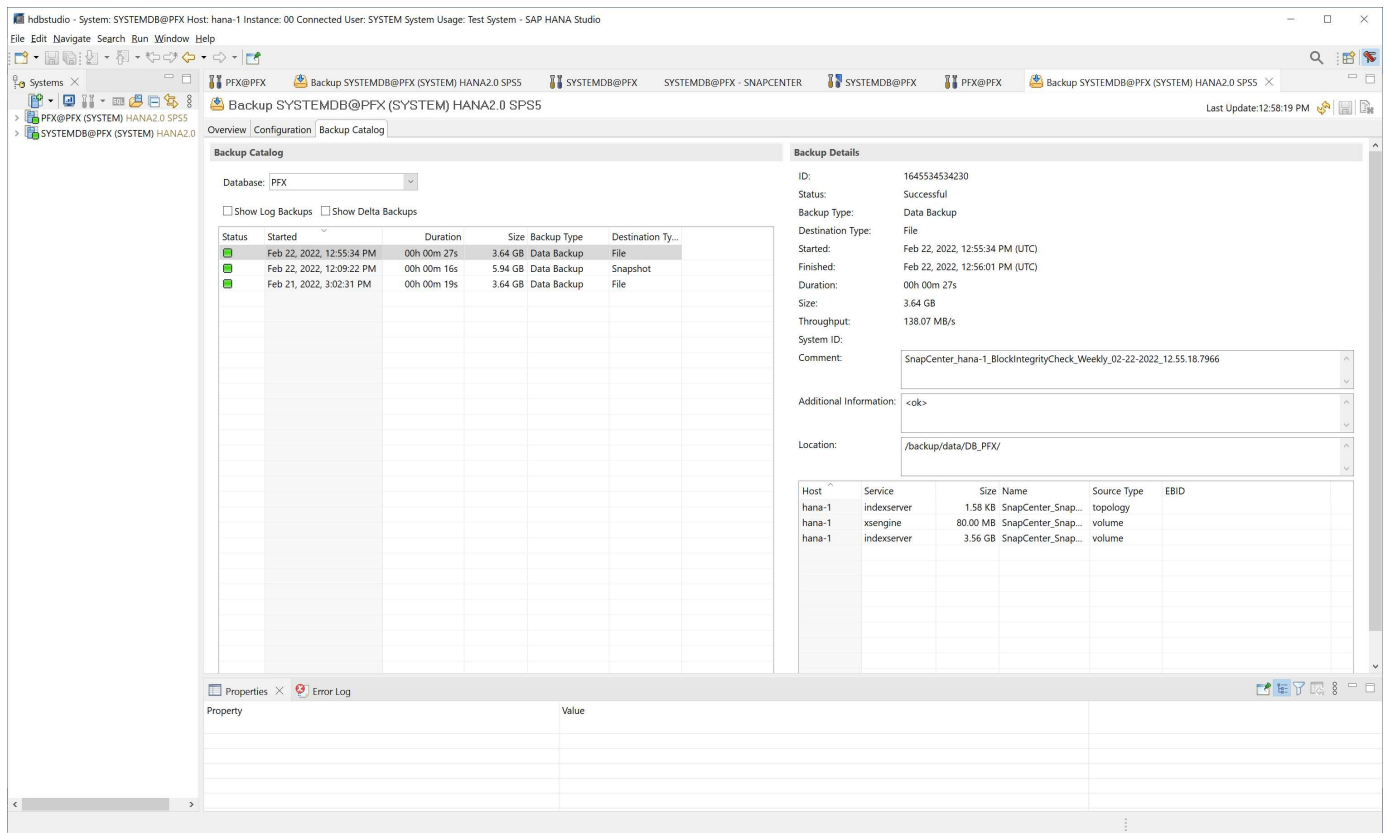 hdbstudio - System: SYSTEMDB@PFX Host: hana-1 Instance: 00 Connected User: SYSTEM System Usage: Test System - SAP HANA Studio
File Edit Navigate Search Run Window Help
Systems
PFX@PFX
Backup SYSTEMDB@PFX (SYSTEM) HANA2.0 SPS5
SYSTEMDB@PFX
SYSTEMDB@PFX - SNAPCENTER
SYSTEMDB@PFX
PFX@PFX
Backup SYSTEMDB@PFX (SYSTEM) HANA2.0 SPS5
PFX@PFX (SYSTEM) HANA2.0 SPS5
SYSTEMDB@PFX (SYSTEM) HANA2.0
Backup SYSTEMDB@PFX (SYSTEM) HANA2.0 SPS5
Last Update:12:58:19 PM
Overview Configuration Backup Catalog
Backup Catalog
Database: PFX
Show Log Backups Show Delta Backups
Status Started Duration Size Backup Type Destination Ty...
Feb 22, 2022, 12:55:34 PM 00h 00m 27s 3.64 GB Data Backup File
Feb 22, 2022, 12:09:22 PM 00h 00m 16s 5.94 GB Data Backup Snapshot
Feb 21, 2022, 3:02:31 PM 00h 00m 19s 3.64 GB Data Backup File
Backup Details
ID: 1645534534230
Status: Successful
Backup Type: Data Backup
Destination Type: File
Started: Feb 22, 2022, 12:55:34 PM (UTC)
Finished: Feb 22, 2022, 12:56:01 PM (UTC)
Duration: 00h 00m 27s
Size: 3.64 GB
Throughput: 138.07 MB/s
System ID:
Comment: SnapCenter_hana-1_BlockIntegrityCheck_Weekly_02-22-2022_12.55.18.7966
Additional Information: <ok>
Location: /backup/data/DB_PFX/
Host Service Size Name Source Type EBID
hana-1 indexserver 1.58 KB SnapCenter_Snap... topology
hana-1 xsengine 80.00 MB SnapCenter_Snap... volume
hana-1 indexserver 3.56 GB SnapCenter_Snap... volume
Properties Error Log
Property Value